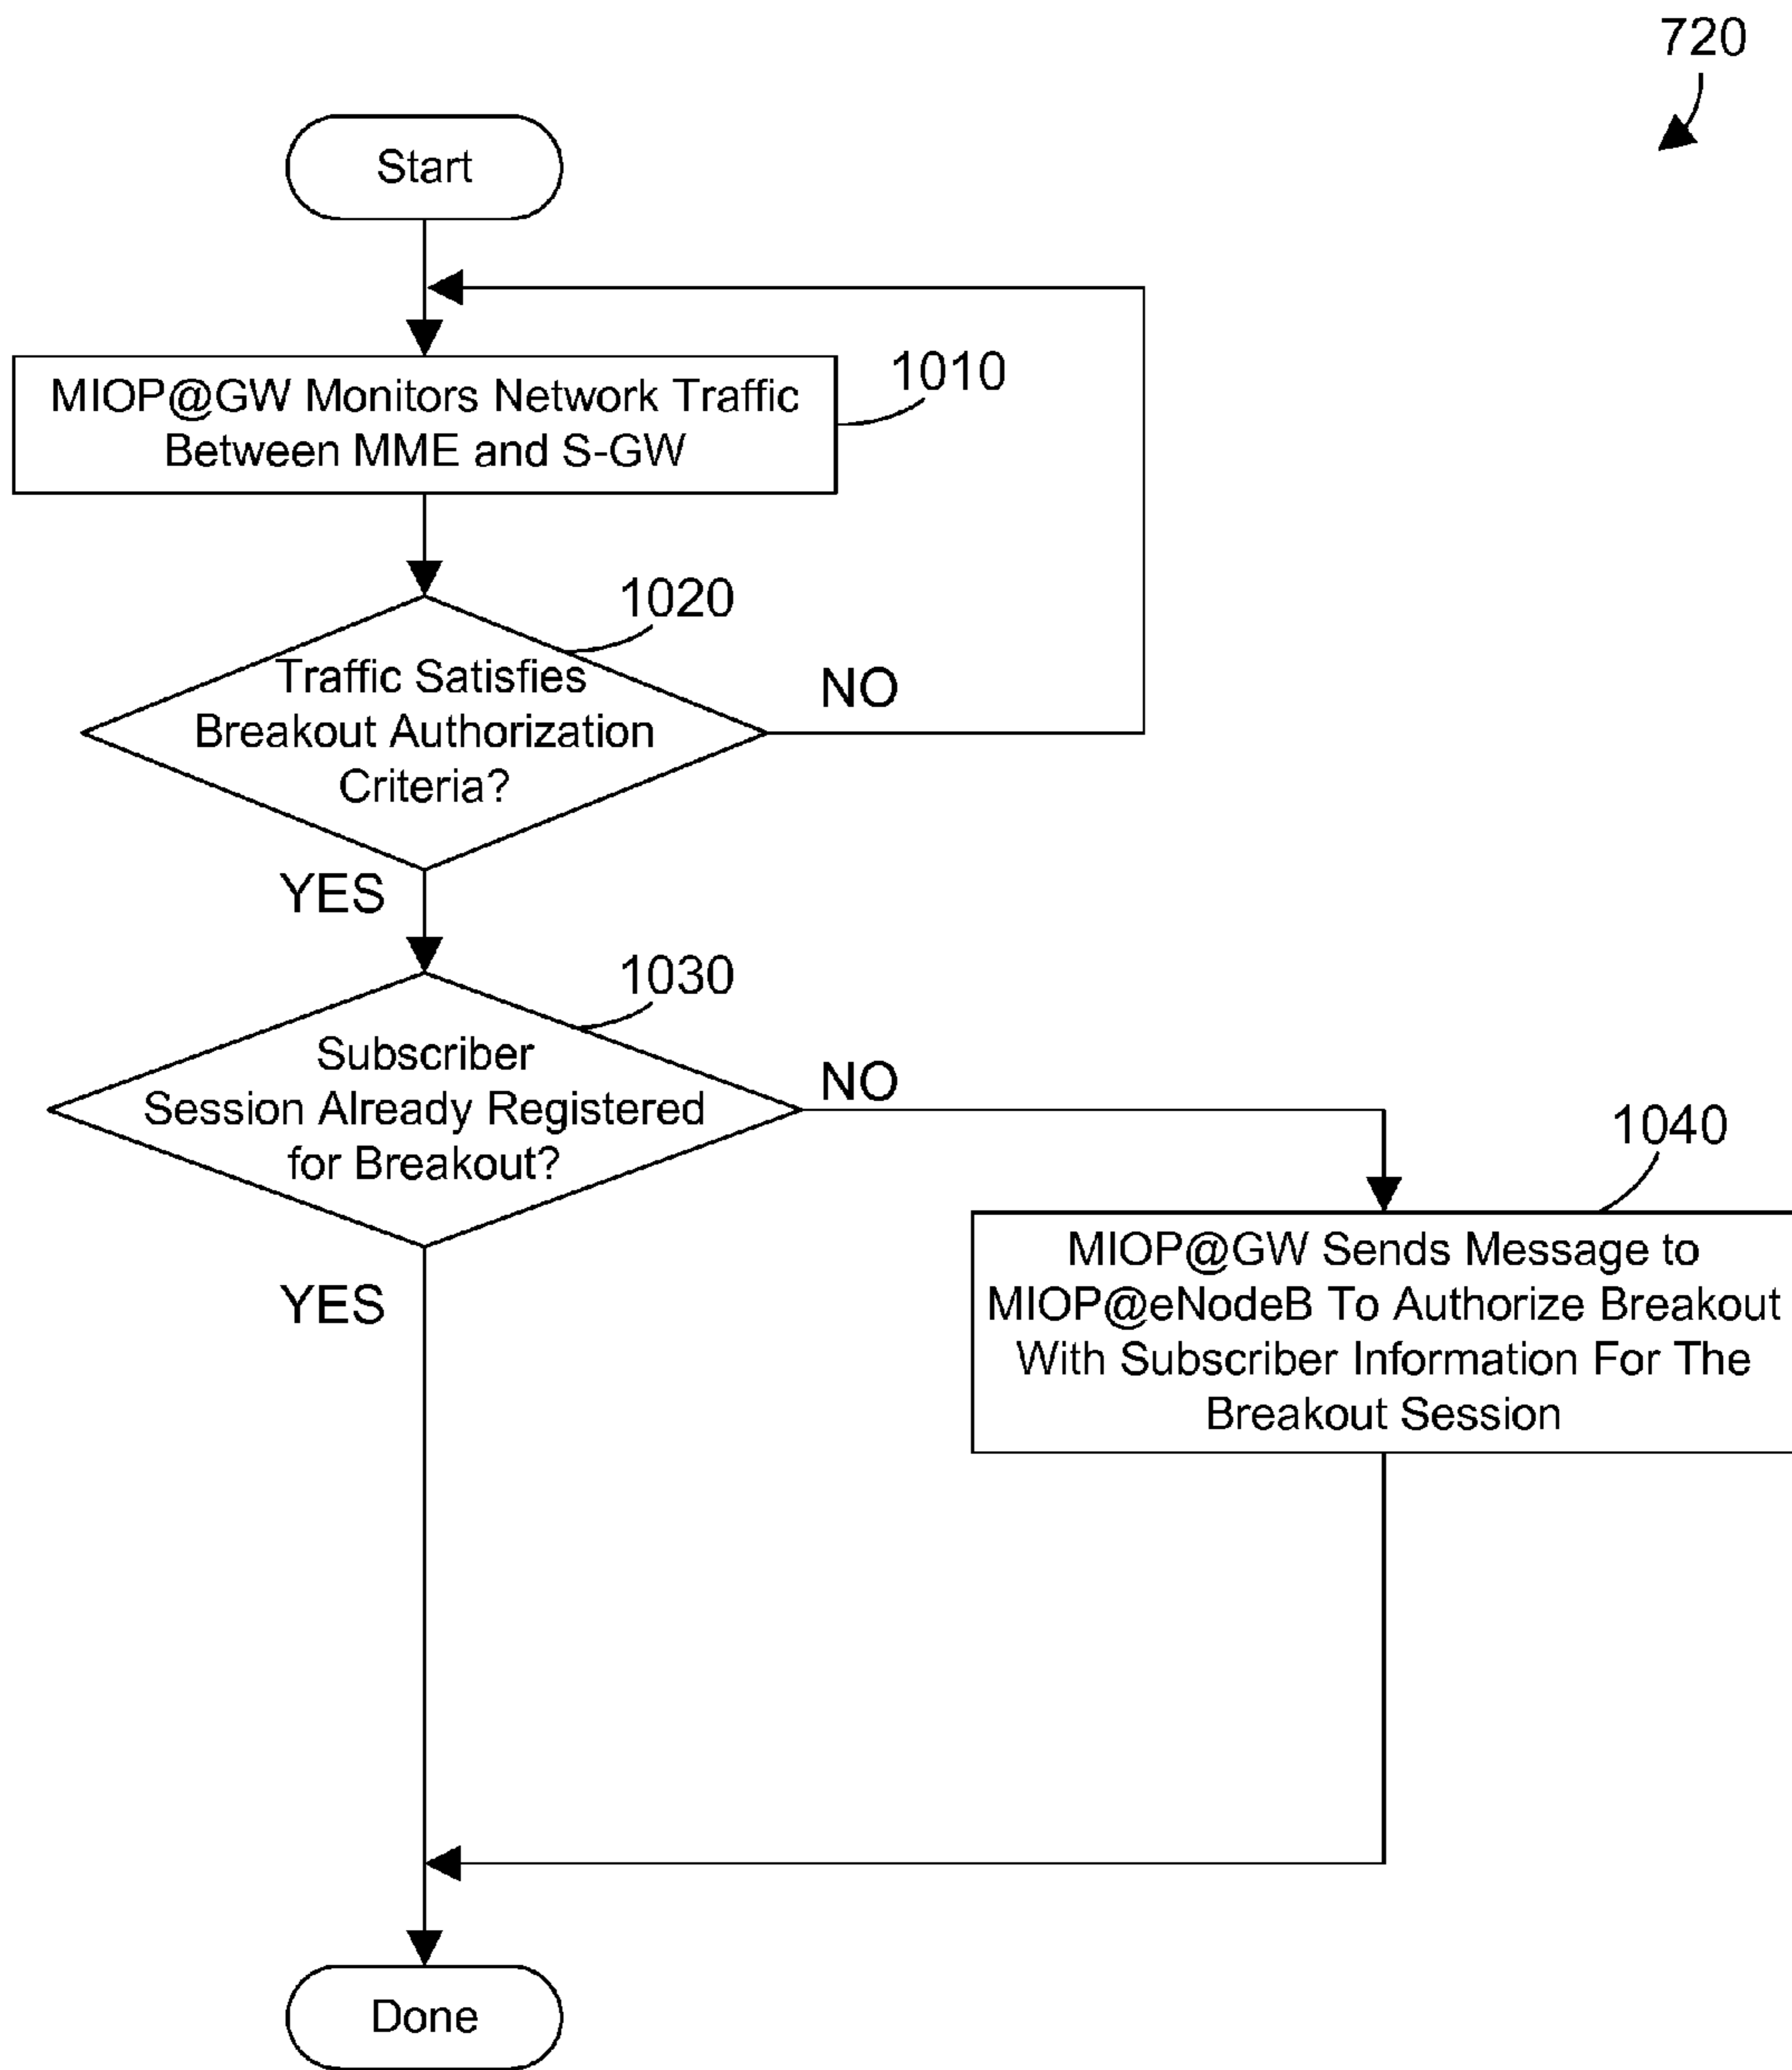 720
Start
MIOP@GW Monitors Network Traffic
Between MME and S-GW
1010
1020
Traffic Satisfies
Breakout Authorization
Criteria?
NO
YES
1030
Subscriber
Session Already Registered
for Breakout?
NO
YES
1040
MIOP@GW Sends Message to
MIOP@eNodeB To Authorize Breakout
With Subscriber Information For The
Breakout Session
Done